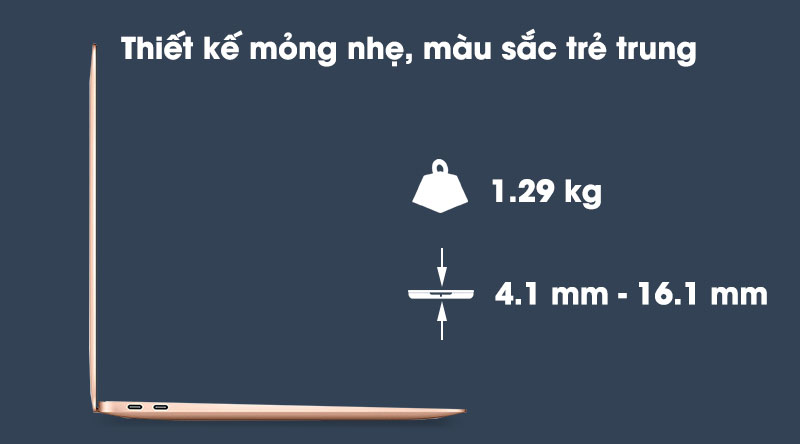 Thiết kế mỏng nhẹ, màu sắc trẻ trung
1.29 kg
4.1 mm - 16.1 mm